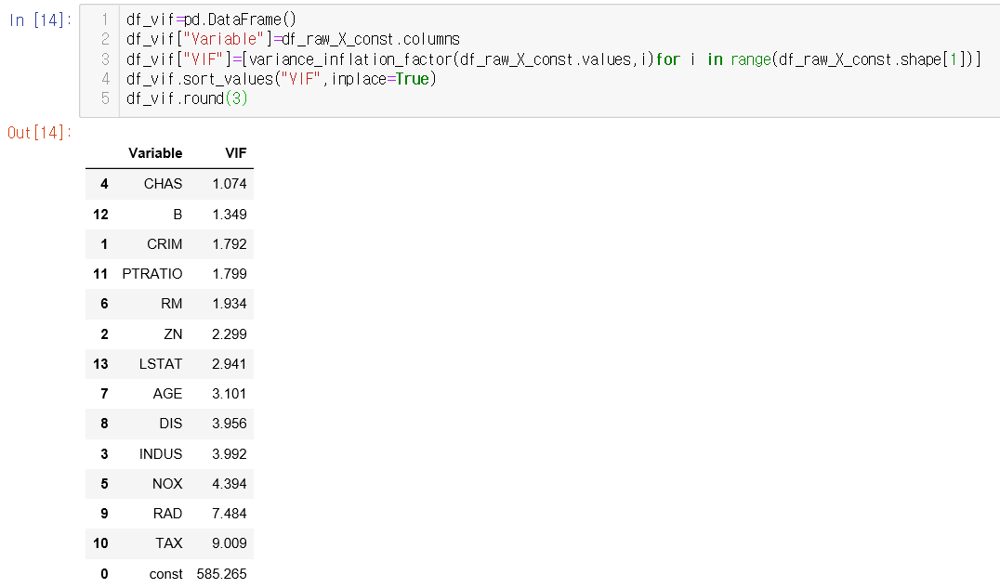 In [14]:
1 df_vif=pd.DataFrame()
2 df_vif["Variable"]=df_raw_X_const.columns
3 df_vif["VIF"]=[variance_inflation_factor(df_raw_X_const.values,i)for i in range(df_raw_X_const.shape[1])]
4 df_vif.sort_values("VIF",inplace=True)
5 df_vif.round(3)
Out[14]:
Variable VIF
4 CHAS 1.074
12 B 1.349
1 CRIM 1.792
11 PTRATIO 1.799
6 RM 1.934
2 ZN 2.299
13 LSTAT 2.941
7 AGE 3.101
8 DIS 3.956
3 INDUS 3.992
5 NOX 4.394
9 RAD 7.484
10 TAX 9.009
0 const 585.265